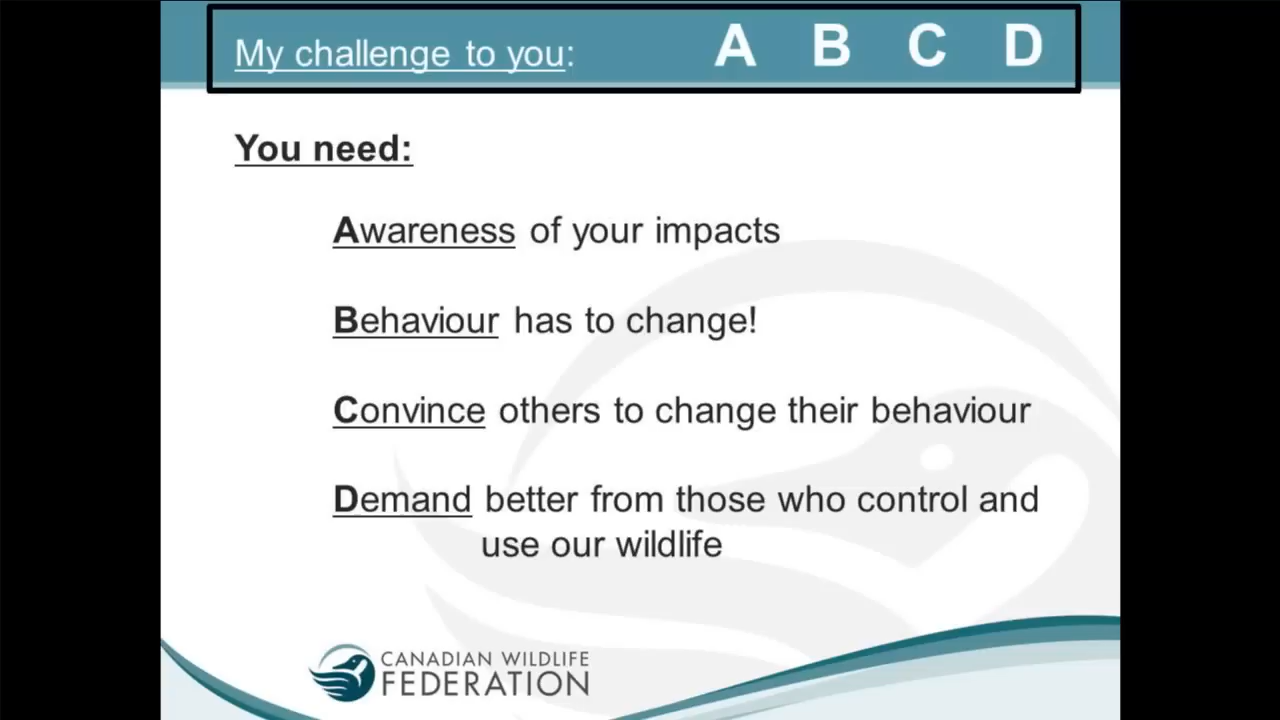 My challenge to you: A B C D
You need:
Awareness of your impacts
Behaviour has to change!
Convince others to change their behaviour
Demand better from those who control and
use our wildlife
CANADIAN WILDLIFE
FEDERATION